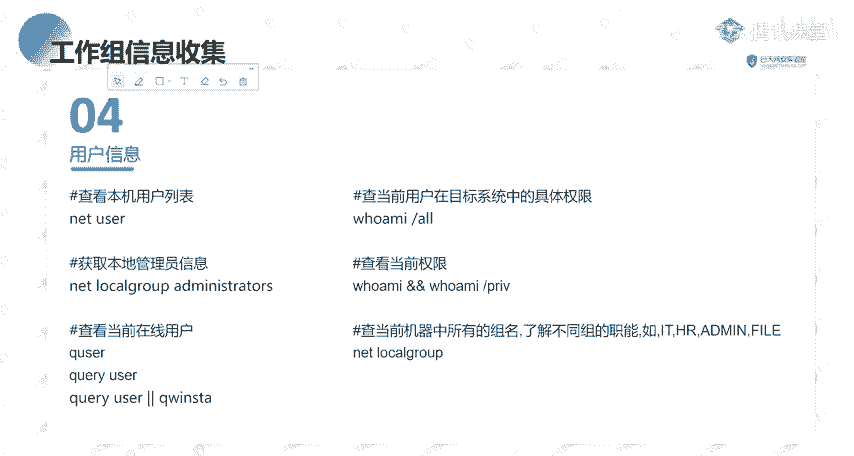 工作组信息收集
04
用户信息
#查看本机用户列表
net user
#获取本地管理员信息
net localgroup administrators
#查看当前在线用户
quser
query user
query user || qwinsta
#查当前用户在目标系统中的具体权限
whoami /all
#查看当前权限
whoami && whoami /priv
#查当前机器中所有的组名,了解不同组的职能,如,IT,HR,ADMIN,FILE
net localgroup